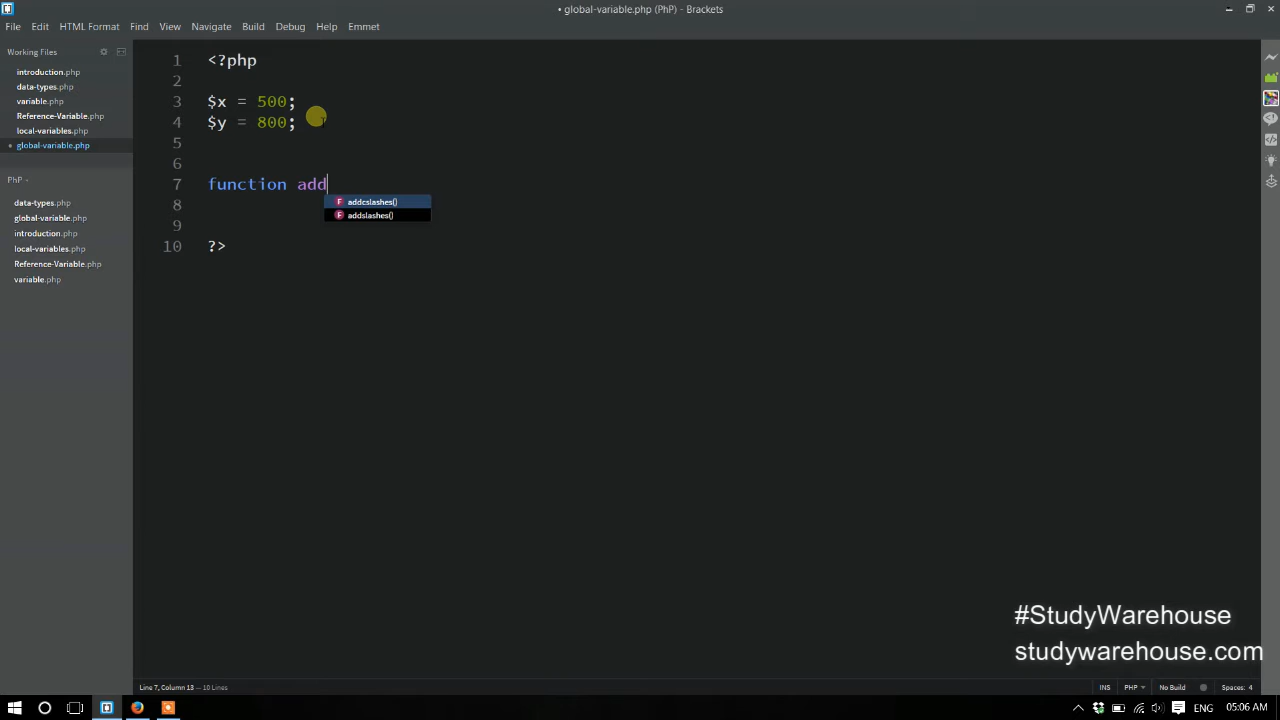 • global-variable.php (PhP) - Brackets
File Edit View HTML Format Find View Navigate Build Debug Help Emmet
Working Files
introduction.php
data-types.php
variable.php
Reference-Variable.php
local-variables.php
• global-variable.php
PhP
data-types.php
global-variable.php
introduction.php
local-variables.php
Reference-Variable.php
variable.php
1 <?php
2
3 $x = 500;
4 $y = 800;
5
6
7 function add
F addcslashes()
8
F addslashes()
9
10 ?>
#StudyWarehouse
studywarehouse.com
Line 7, Column 13 — 10 Lines
INS PHP No Build Spaces: 4
ENG 05:06 AM